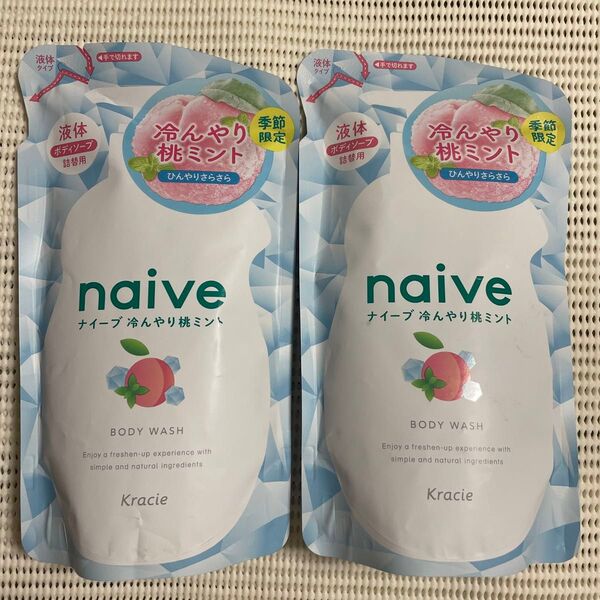 液体
タイプ
手で切れます
液体
ボディソープ
詰替用
冷んやり
桃ミント
季節
限定
ひんやりさらさら
naive
ナイーブ 冷んやり桃ミント
BODY WASH
Enjoy a freshen-up experience with
simple and natural ingredients
Kracie
液体
タイプ
手で切れます
液体
ボディソープ
詰替用
冷んやり
桃ミント
季節
限定
ひんやりさらさら
naive
ナイーブ 冷んやり桃ミント
BODY WASH
Enjoy a freshen-up experience with
simple and natural ingredients
Kracie